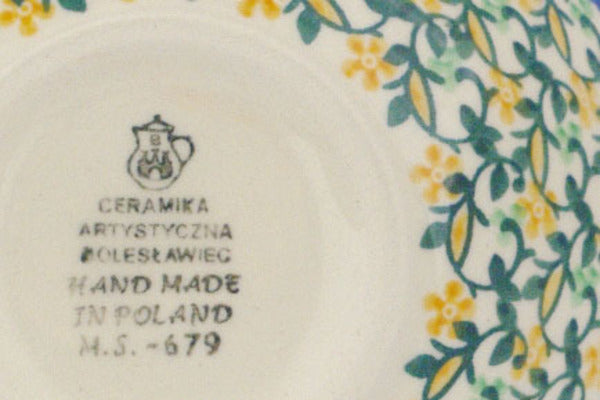 CERAMIKA
ARTYSTYCZNA
BOLESŁAWIEC
HAND MADE
IN POLAND
M.S. -679